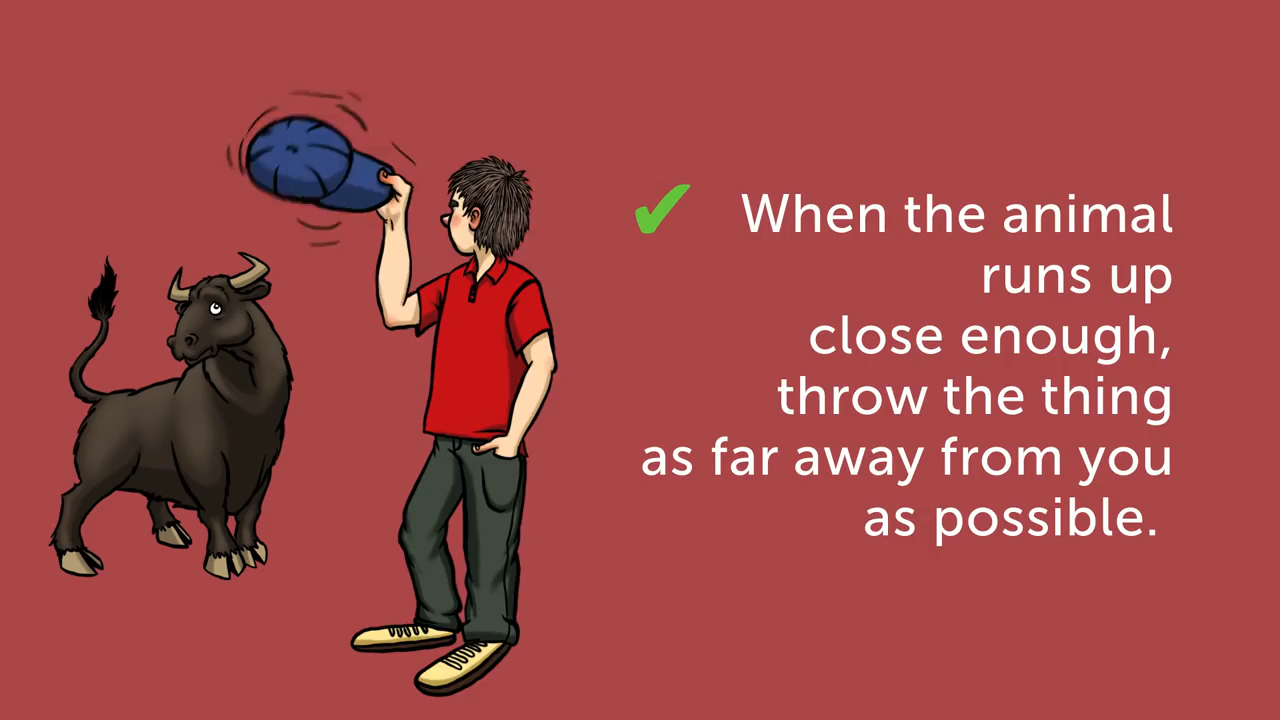 When the animal
runs up
close enough,
throw the thing
as far away from you
as possible.